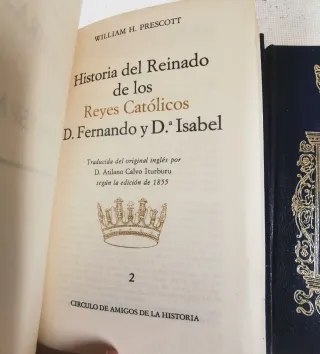 WILLIAM H. PRESCOTT
Historia del Reinado
de los
Reyes Católicos
D. Fernando y D.ª Isabel
Traducida del original inglés por
D. Atilano Calvo Iturburu
según la edición de 1855
2
CIRCULO DE AMIGOS DE LA HISTORIA